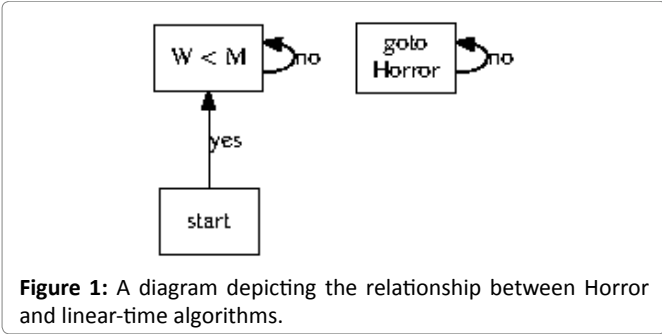 W < M
no
goto
Horror
no
yes
start
Figure 1: A diagram depicting the relationship between Horror
and linear-time algorithms.